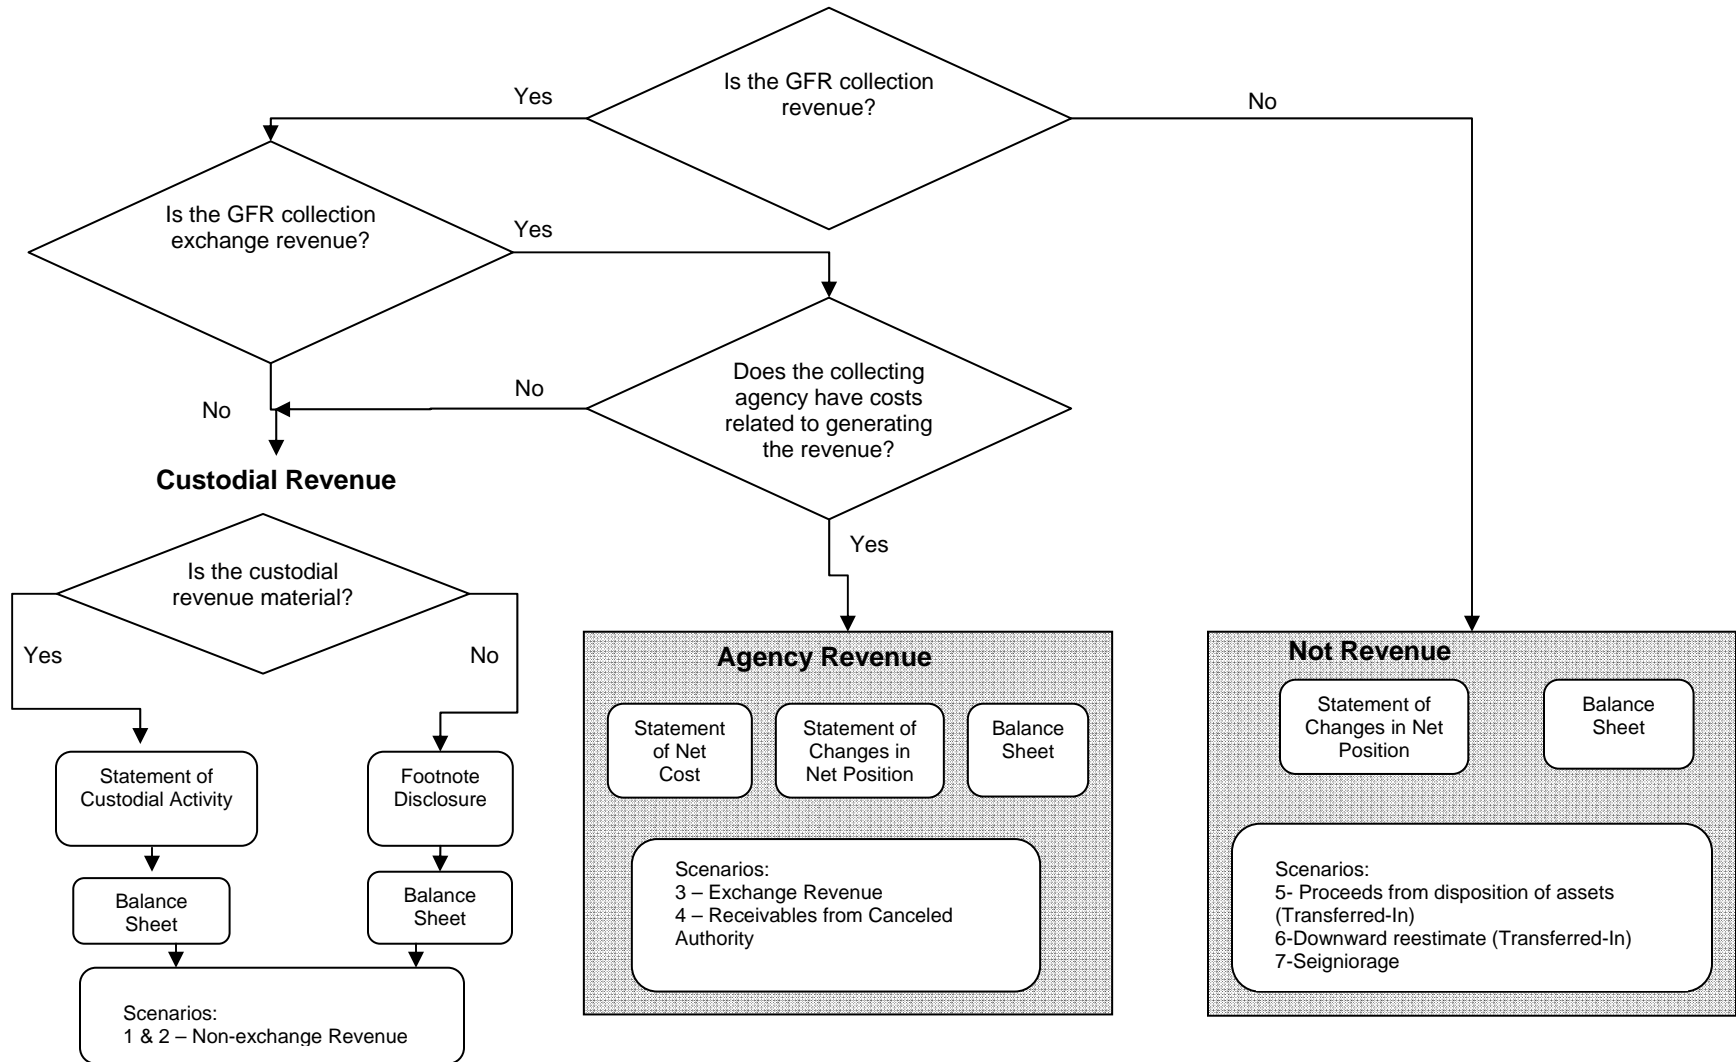 Is the GFR collection
revenue?
Yes
No
Is the GFR collection
exchange revenue?
Yes
No
Does the collecting
agency have costs
related to generating
the revenue?
No
Yes
Custodial Revenue
Is the custodial
revenue material?
Yes
No
Statement of
Custodial Activity
Footnote
Disclosure
Balance
Sheet
Balance
Sheet
Scenarios:
1 & 2 – Non-exchange Revenue
Agency Revenue
Statement
of Net
Cost
Statement of
Changes in
Net Position
Balance
Sheet
Scenarios:
3 – Exchange Revenue
4 – Receivables from Canceled
Authority
Not Revenue
Statement of
Changes in Net
Position
Balance
Sheet
Scenarios:
5- Proceeds from disposition of assets
(Transferred-In)
6-Downward reestimate (Transferred-In)
7-Seigniorage